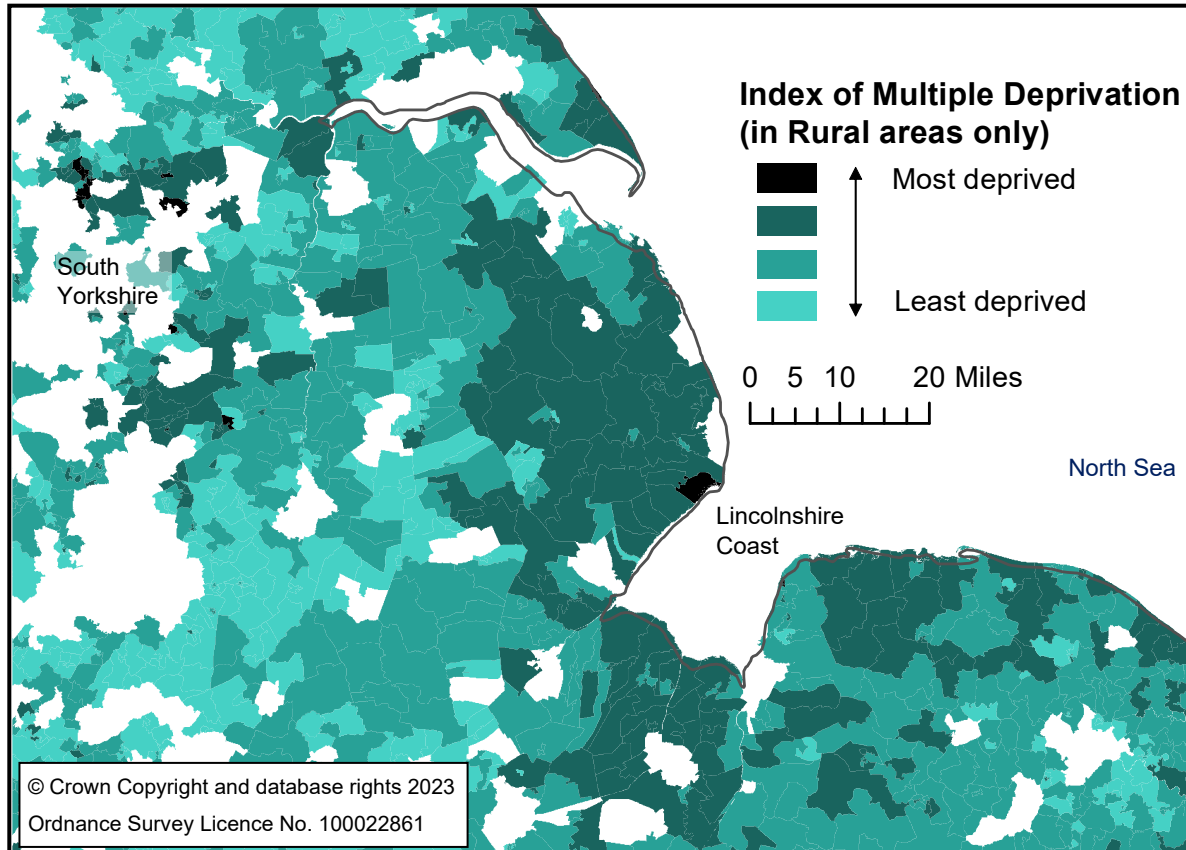 Index of Multiple Deprivation
(in Rural areas only)
Most deprived
Least deprived
0 5 10 20 Miles
South
Yorkshire
North Sea
Lincolnshire
Coast
© Crown Copyright and database rights 2023
Ordnance Survey Licence No. 100022861